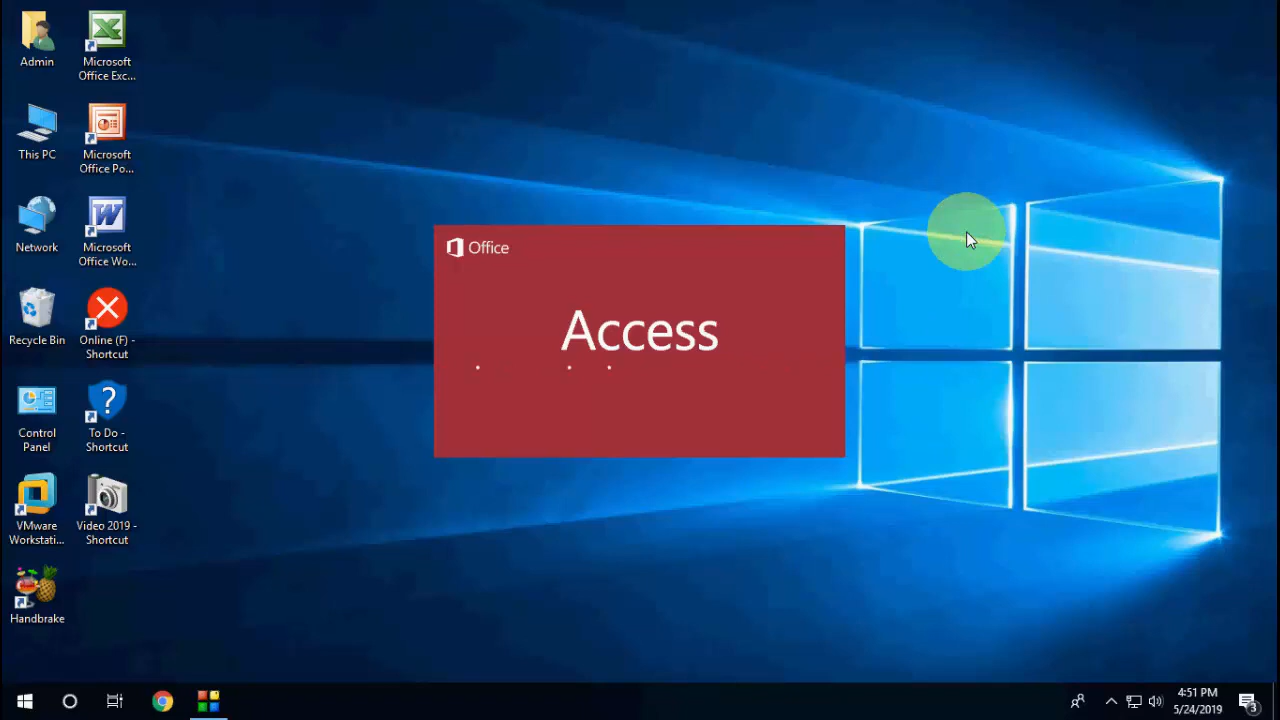 Admin
Microsoft
Office Exc...
This PC
Microsoft
Office Po...
Network
Microsoft
Office Wo...
Recycle Bin
Online (F) -
Shortcut
Control
Panel
To Do -
Shortcut
VMware
Workstati...
Video 2019 -
Shortcut
Handbrake
Office
Access
4:51 PM
5/24/2019
3